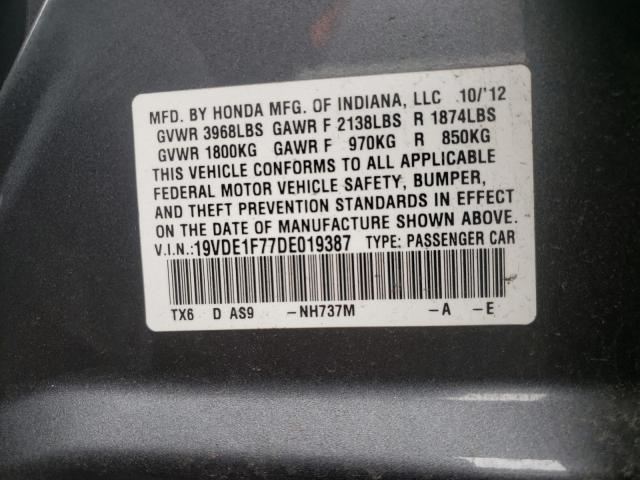 MFD. BY HONDA MFG. OF INDIANA, LLC 10/'12
GVWR 3968LBS GAWR F 2138LBS R 1874LBS
GVWR 1800KG GAWR F 970KG R 850KG
THIS VEHICLE CONFORMS TO ALL APPLICABLE
FEDERAL MOTOR VEHICLE SAFETY, BUMPER,
AND THEFT PREVENTION STANDARDS IN EFFECT
ON THE DATE OF MANUFACTURE SHOWN ABOVE.
V.I.N.:19VDE1F77DE019387 TYPE: PASSENGER CAR
TX6 D AS9 -NH737M -A -E